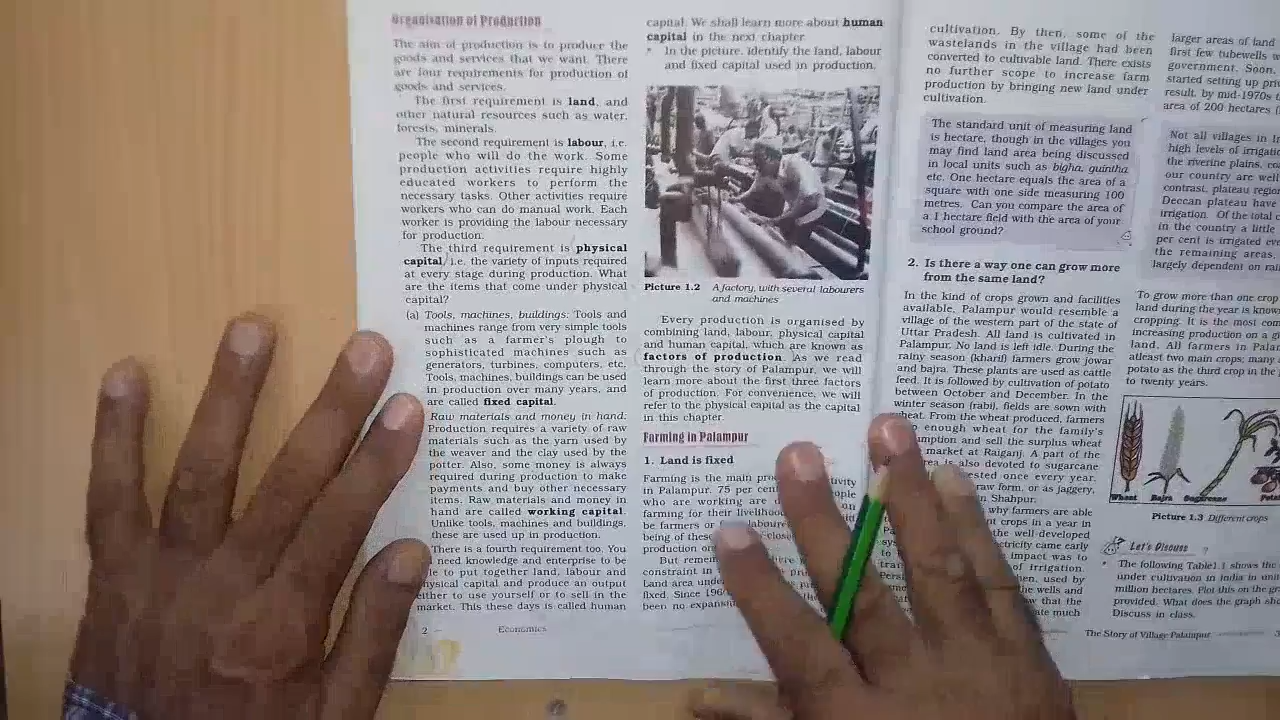 Organisation of Production
The aim of production is to produce the
goods and services that we want. There
are four requirements for production of
goods and services.
The first requirement is land, and
other natural resources such as water,
forests, minerals.
The second requirement is labour, i.e.
people who will do the work. Some
production activities require highly
educated workers to perform the
necessary tasks. Other activities require
workers who can do manual work. Each
worker is providing the labour necessary
for production.
The third requirement is physical
capital, i.e. the variety of inputs required
at every stage during production. What
are the items that come under physical
capital?
(a) Tools, machines, buildings: Tools and
machines range from very simple tools
such as a farmer's plough to
sophisticated machines such as
generators, turbines, computers, etc.
Tools, machines, buildings can be used
in production over many years, and
are called fixed capital.
Raw materials and money in hand:
Production requires a variety of raw
materials such as the yarn used by
the weaver and the clay used by the
potter. Also, some money is always
required during production to make
payments and buy other necessary
items. Raw materials and money in
are called working capital.
Unlike tools, machines and buildings,
these are used up in production.
There is a fourth requirement too. You
need knowledge and enterprise to be
to put together land, labour and
capital and produce an output
either to use yourself or to sell in the
market. This these days is called human
2 Economics
capital. We shall learn more about human
capital in the next chapter.
• In the picture, identify the land, labour
and fixed capital used in production.
Picture 1.2 A factory, with several labourers
and machines
Every production is organised by
combining land, labour, physical capital
and human capital, which are known as
factors of production. As we read
through the story of Palampur, we will
learn more about the first three factors
of production. For convenience, we will
refer to the physical capital as the capital
in this chapter.
Farming in Palampur
1. Land is fixed
Farming is the main
in Palampur. 75 per
who are working are
farming for their
be farmers or
being of these
production on
But
constraint in
Land area under
fixed. Since
been no
cultivation. By then, some of the
wastelands in the village had been
converted to cultivable land. There exists
no further scope to increase farm
production by bringing new land under
cultivation.
The standard unit of measuring land
is hectare, though in the villages you
may find land area being discussed
in local units such as bigha, guintha
etc. One hectare equals the area of a
square with one side measuring 100
metres. Can you compare the area of
a 1 hectare field with the area of your
school ground?
2. Is there a way one can grow more
from the same land?
In the kind of crops grown and facilities
available, Palampur would resemble a
village of the western part of the state of
Uttar Pradesh. All land is cultivated in
Palampur. No land is left idle. During the
rainy season (kharif) farmers grow jowar
and bajra. These plants are used as cattle
feed. It is followed by cultivation of potato
between October and December. In the
winter season (rabi), fields are sown with
wheat. From the wheat produced, farmers
enough wheat for the family's
and sell the surplus wheat
market at Raiganj. A part of the
is also devoted to sugarcane
once every year.
raw form, or as jaggery,
in Shahpur.
why farmers are able
crops in a year in
the well developed
came early
impact was to
of irrigation.
used by
wells and
that the
much
larger areas of land
first few tubewells
government. Soon,
started setting up
result, by mid-1970s
area of 200 hectares
Not all villages in
high levels of
the riverine plains,
our country are well
contrast, plateau
Deccan plateau have
irrigation. Of the total
in the country a little
per cent is irrigated
the remaining areas,
largely dependent on
To grow more than one crop
land during the year is
cropping. It is the most
increasing production on a
land. All farmers in
atleast two main crops; many
potato as the third crop in the
to twenty years.
Wheat Bajra Sugarcane
Picture 1.3 Different crops
Let's Discuss
• The following Table 1.1 shows the
under cultivation in India in
million hectares. Plot this on the
provided. What does the graph
Discuss in class.
The Story of Village Palampur